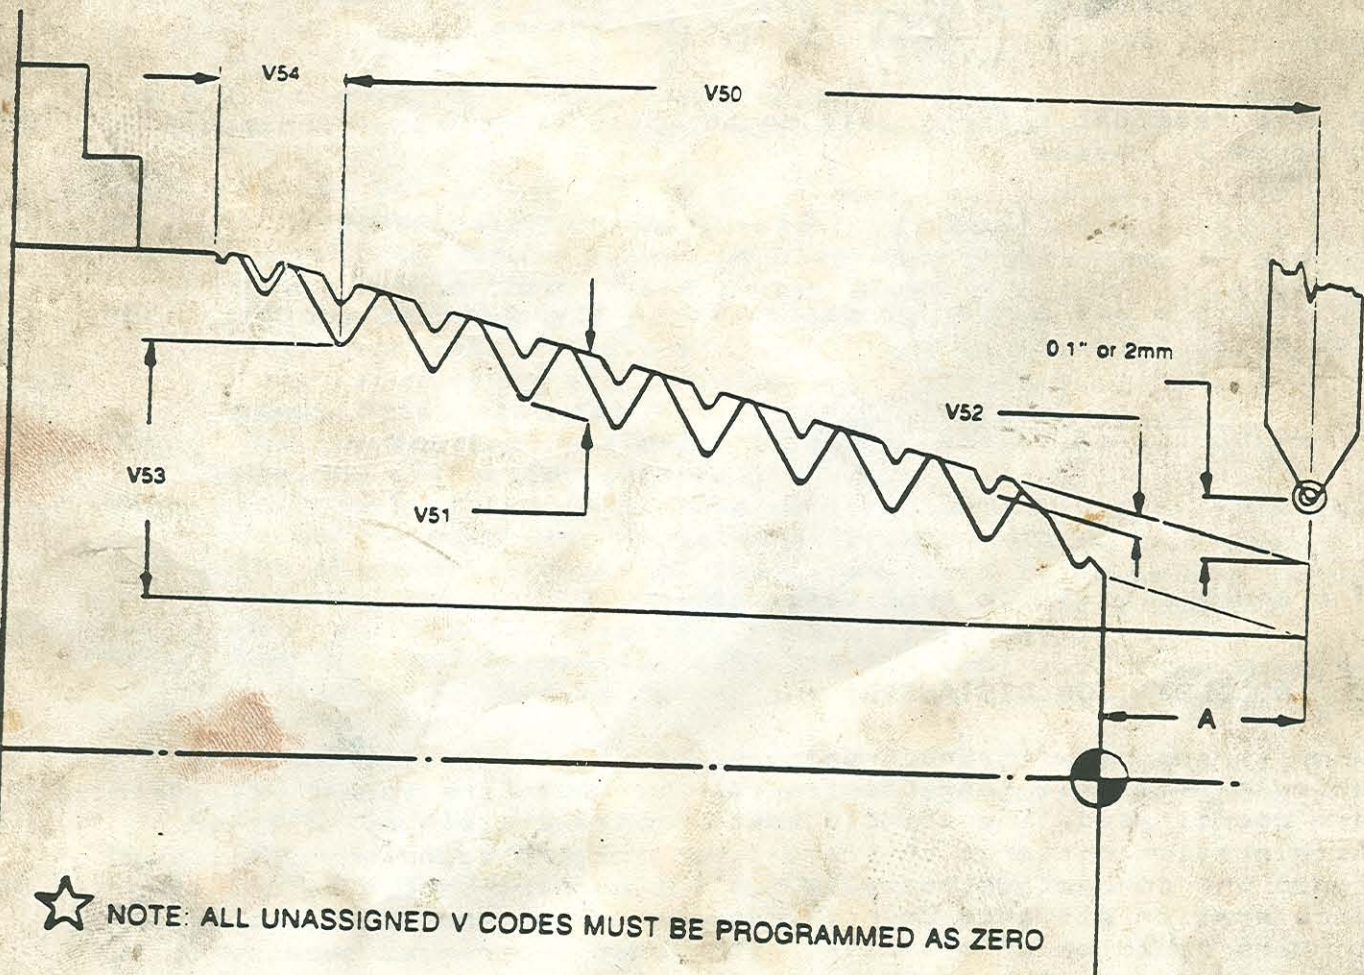 V54
V50
0.1" or 2mm
V52
V53
V51
A
NOTE: ALL UNASSIGNED V CODES MUST BE PROGRAMMED AS ZERO